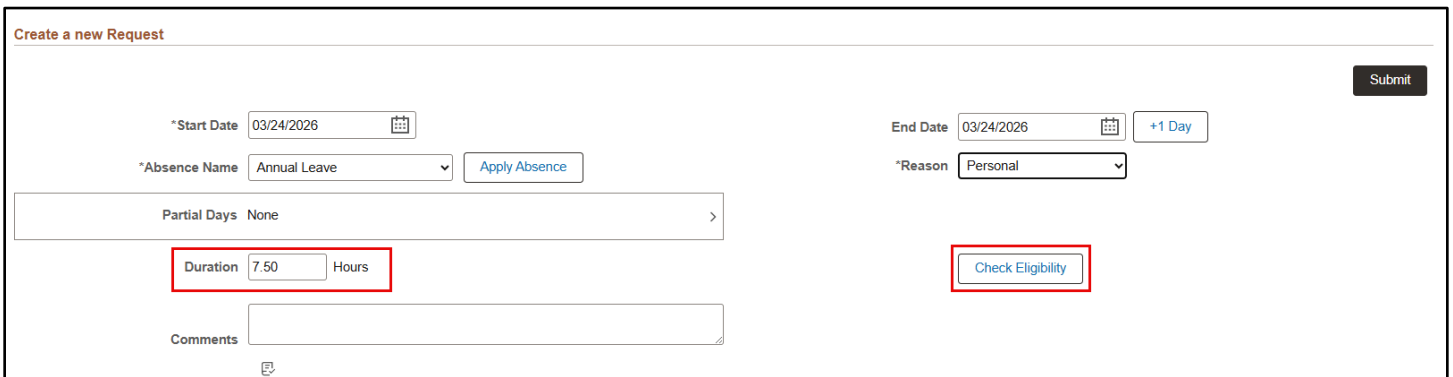 Create a new Request
Submit
*Start Date 03/24/2026
End Date 03/24/2026 +1 Day
*Absence Name Annual Leave Apply Absence
*Reason Personal
Partial Days None
Duration 7.50 Hours
Check Eligibility
Comments